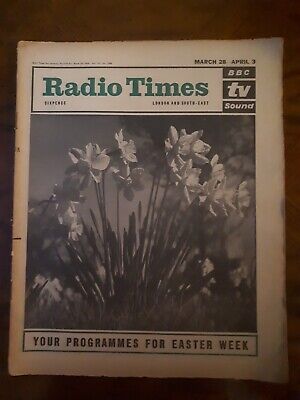 MARCH 28 APRIL 3
Radio Times
BBC
tv
Sound
SIXPENCE
LONDON AND SOUTH-EAST
YOUR PROGRAMMES FOR EASTER WEEK